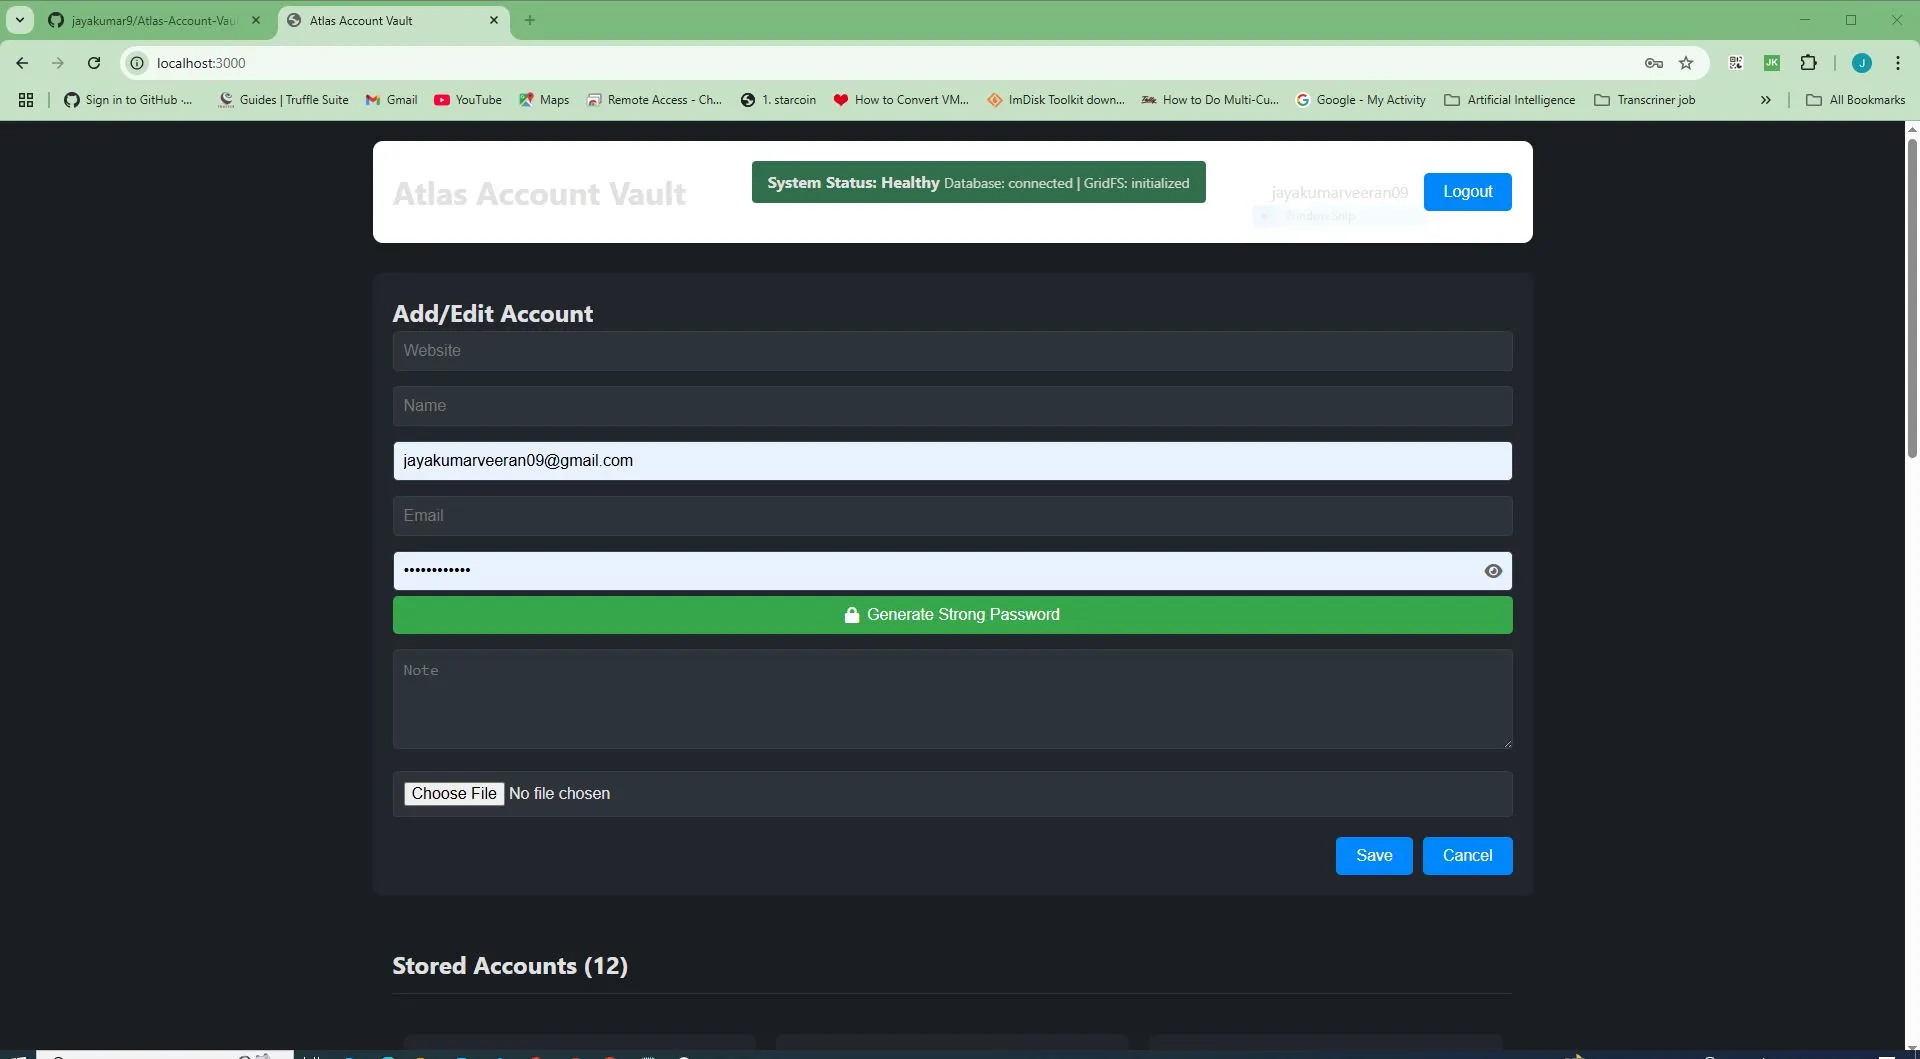 jayakumar9/Atlas-Account-Vau
Atlas Account Vault
localhost:3000
JK
J
Sign in to GitHub ·...
Guides | Truffle Suite
Gmail
YouTube
Maps
Remote Access - Ch...
1. starcoin
How to Convert VM...
ImDisk Toolkit down...
How to Do Multi-Cu...
Google - My Activity
Artificial Intelligence
Transcriner job
All Bookmarks
Atlas Account Vault
System Status: Healthy Database: connected | GridFS: initialized
jayakumarveeran09
Logout
Window Snip
Add/Edit Account
Website
Name
jayakumarveeran09@gmail.com
Email
••••••••••••
Generate Strong Password
Note
Choose File No file chosen
Save
Cancel
Stored Accounts (12)